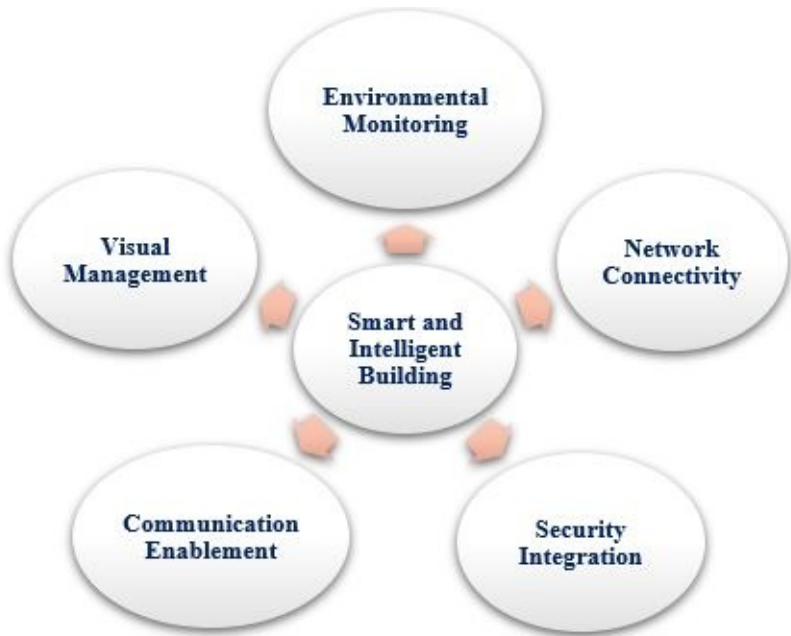 Environmental
Monitoring
Visual
Management
Network
Connectivity
Smart and
Intelligent
Building
Communication
Enablement
Security
Integration